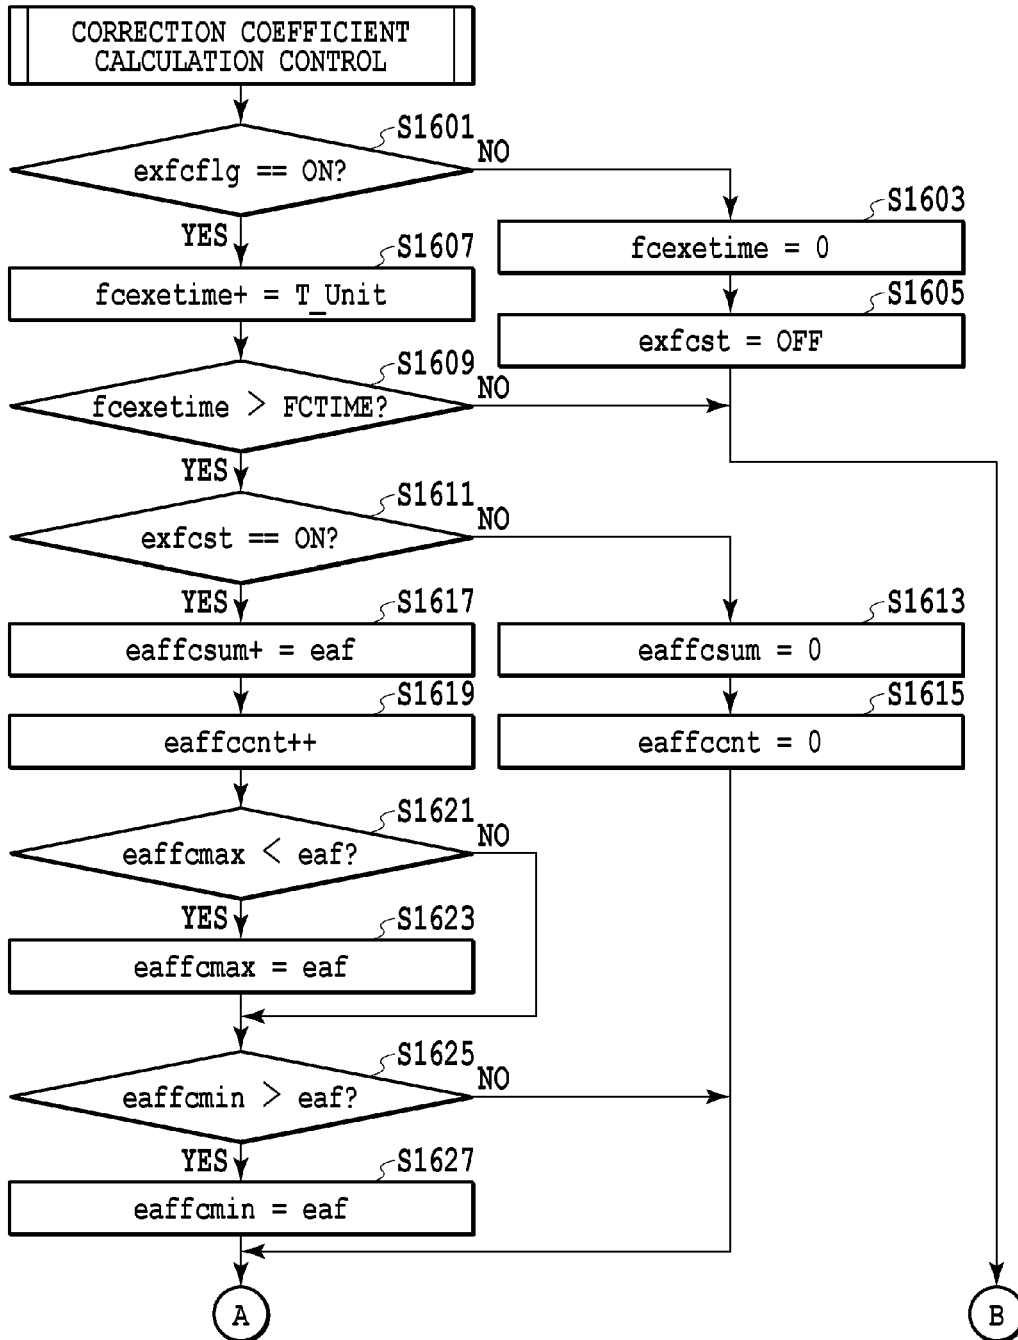 CORRECTION COEFFICIENT
CALCULATION CONTROL
S1601
exfcflg == ON?
NO
YES
S1603
fcexetime = 0
S1605
exfcst = OFF
S1607
fcexetime+ = T_Unit
S1609
fcexetime > FCTIME?
NO
YES
S1611
exfcst == ON?
NO
YES
S1613
eaffcsum = 0
S1615
eaffccnt = 0
S1617
eaffcsum+ = eaf
S1619
eaffccnt++
S1621
eaffcmax < eaf?
NO
YES
S1623
eaffcmax = eaf
S1625
eaffcmin > eaf?
NO
YES
S1627
eaffcmin = eaf
A
B